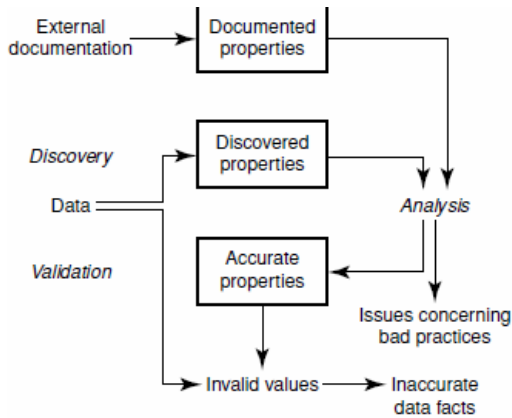 External
documentation
Documented
properties
Discovery
Discovered
properties
Data
Analysis
Validation
Accurate
properties
Issues concerning
bad practices
Invalid values
Inaccurate
data facts